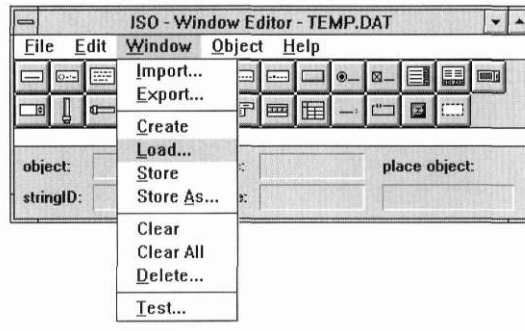 ISO - Window Editor - TEMP.DAT
File Edit Window Object Help
Import...
Export...
Create
Load...
Store
Store As...
Clear
Clear All
Delete...
Test...
object:
place object:
stringID: